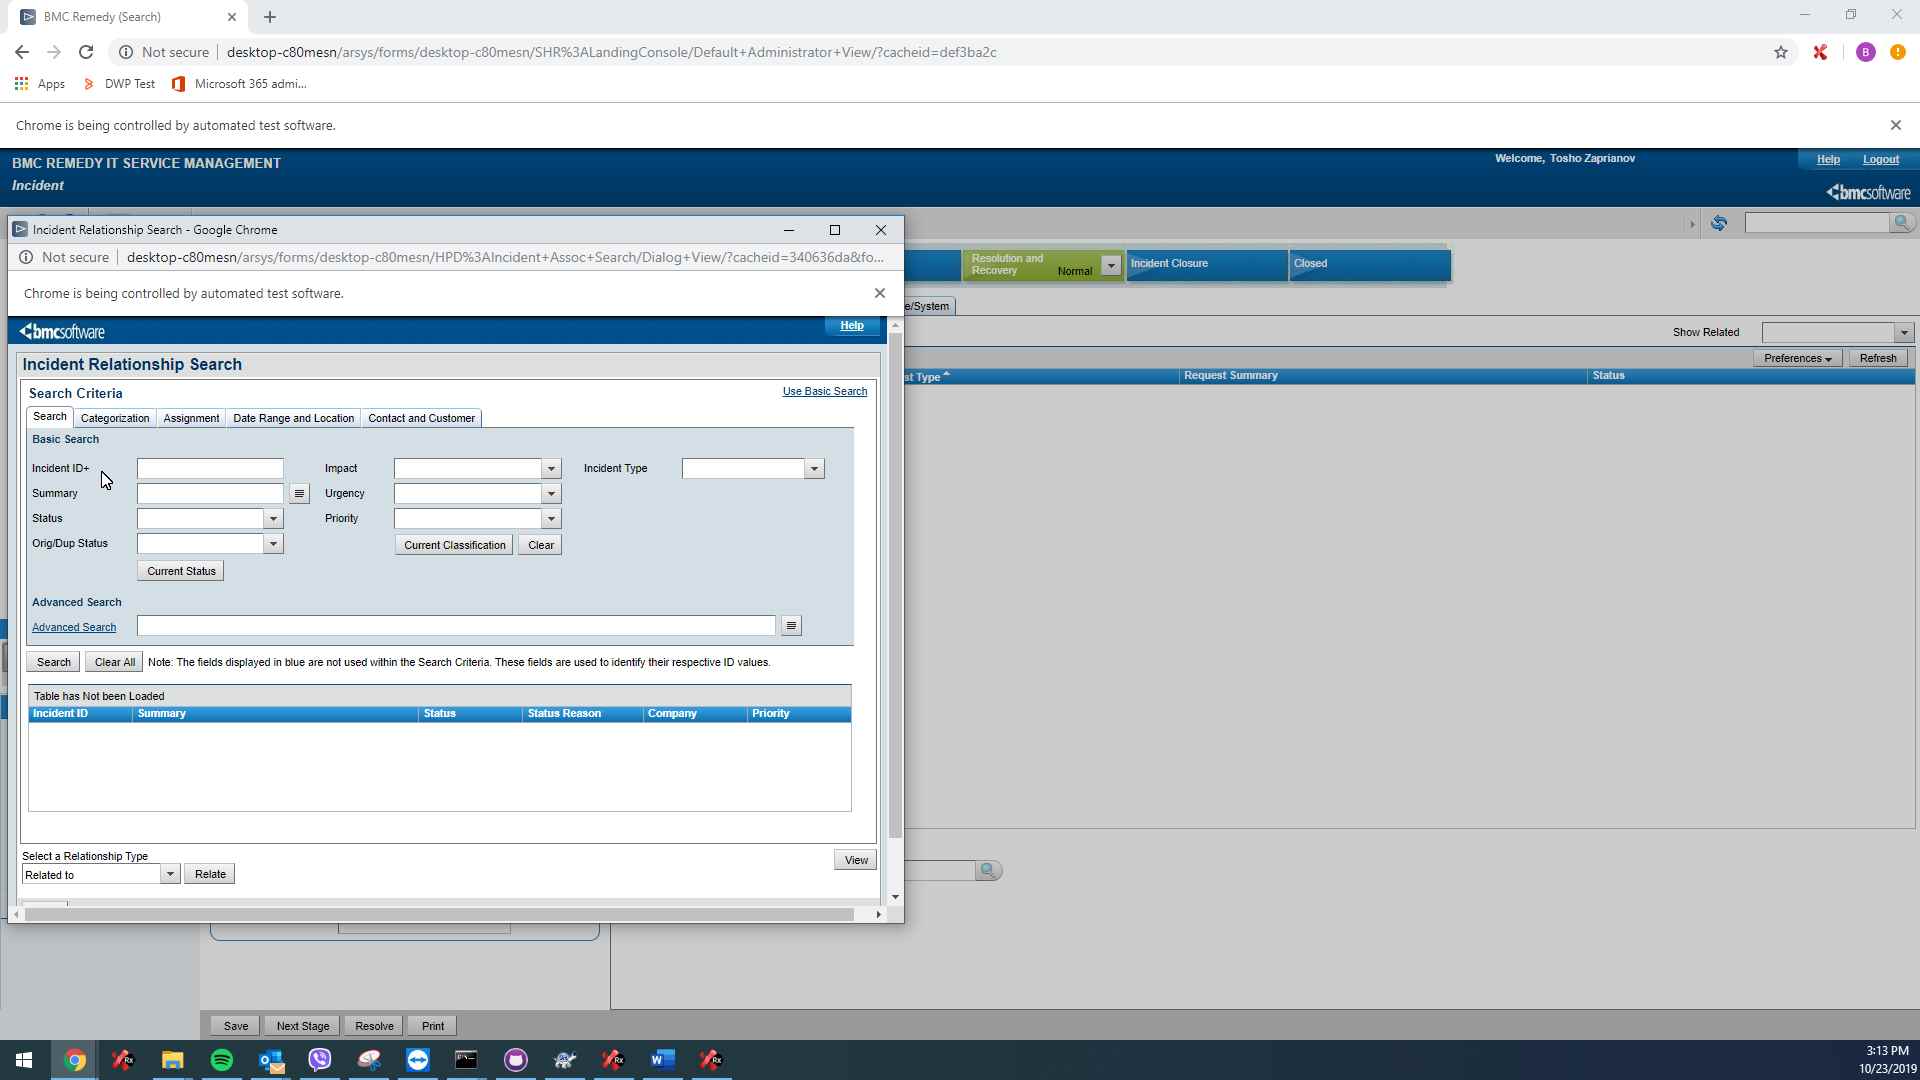 BMC Remedy (Search)
Not secure
desktop-c80mesn/arsys/forms/desktop-c80mesn/SHR%3ALandingConsole/Default+Administrator+View/?cacheid=def3ba2c
B
Apps
DWP Test
Microsoft 365 admi...
Chrome is being controlled by automated test software.
BMC REMEDY IT SERVICE MANAGEMENT
Welcome, Tosho Zaprianov
Help
Logout
Incident
bmcsoftware
Incident Relationship Search - Google Chrome
Not secure
desktop-c80mesn/arsys/forms/desktop-c80mesn/HPD%3AIncident+Assoc+Search/Dialog+View/?cacheid=340636da&fo...
Resolution and Recovery
Normal
Incident Closure
Closed
Chrome is being controlled by automated test software.
e/System
bmcsoftware
Help
Show Related
Incident Relationship Search
Preferences
Refresh
st Type
Request Summary
Status
Search Criteria
Use Basic Search
Search
Categorization
Assignment
Date Range and Location
Contact and Customer
Basic Search
Incident ID+
Impact
Incident Type
Summary
Urgency
Status
Priority
Orig/Dup Status
Current Classification
Clear
Current Status
Advanced Search
Advanced Search
Search
Clear All
Note: The fields displayed in blue are not used within the Search Criteria. These fields are used to identify their respective ID values.
Table has Not been Loaded
Incident ID
Summary
Status
Status Reason
Company
Priority
Select a Relationship Type
Related to
Relate
View
Save
Next Stage
Resolve
Print
3:13 PM
10/23/2019